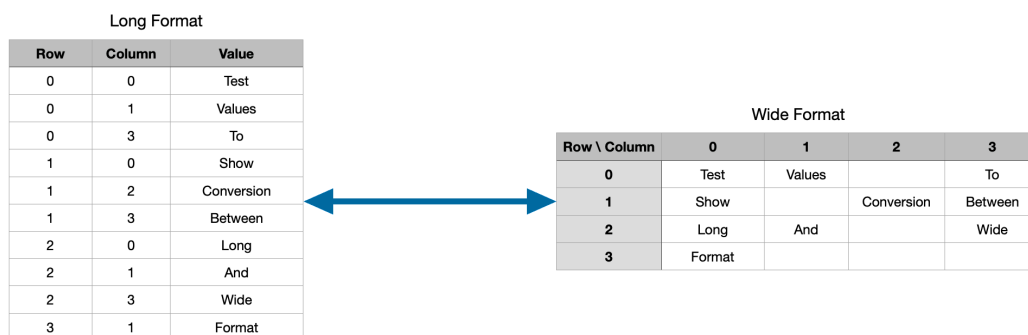 Long Format
Row Column Value
0 0 Test
0 1 Values
0 3 To
1 0 Show
1 2 Conversion
1 3 Between
2 0 Long
2 1 And
2 3 Wide
3 1 Format
Wide Format
Row \ Column 0 1 2 3
0 Test Values To
1 Show Conversion Between
2 Long And Wide
3 Format